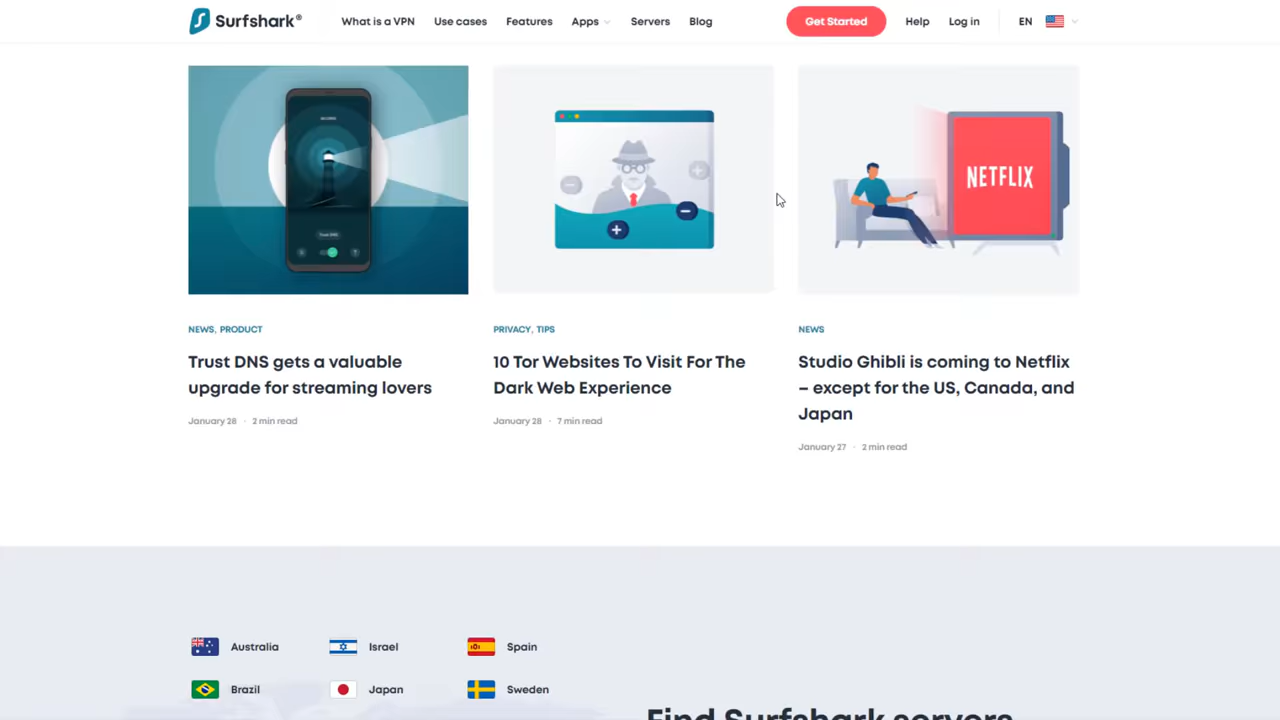 Surfshark®
What is a VPN
Use cases
Features
Apps
Servers
Blog
Get Started
Help
Log in
EN
NETFLIX
NEWS, PRODUCT
Trust DNS gets a valuable
upgrade for streaming lovers
January 28 · 2 min read
PRIVACY, TIPS
10 Tor Websites To Visit For The
Dark Web Experience
January 28 · 7 min read
NEWS
Studio Ghibli is coming to Netflix
– except for the US, Canada, and
Japan
January 27 · 2 min read
Australia
Israel
Spain
Brazil
Japan
Sweden
Find Surfshark servers